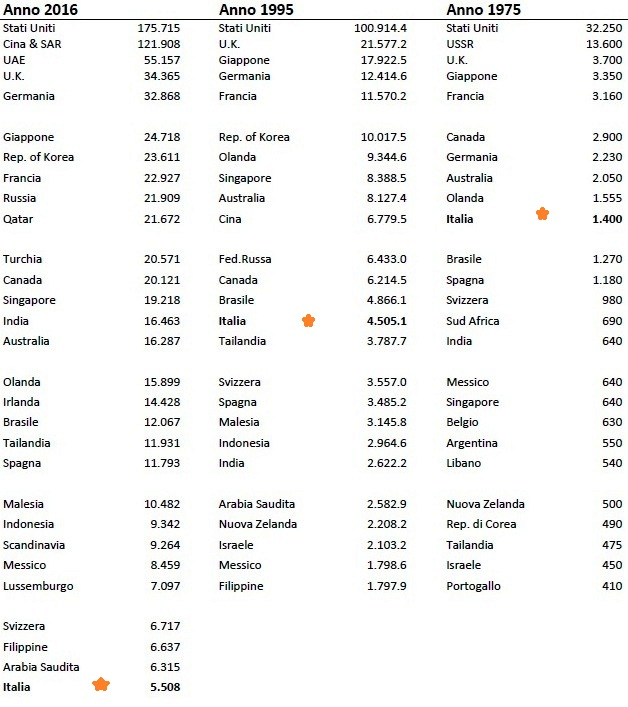 Anno 2016 Anno 1995 Anno 1975
Stati Uniti 175.715 Stati Uniti 100.914.4 Stati Uniti 32.250
Cina & SAR 121.908 U.K. 21.577.2 USSR 13.600
UAE 55.157 Giappone 17.922.5 U.K. 3.700
U.K. 34.365 Germania 12.414.6 Giappone 3.350
Germania 32.868 Francia 11.570.2 Francia 3.160
Giappone 24.718 Rep. of Korea 10.017.5 Canada 2.900
Rep. of Korea 23.611 Olanda 9.344.6 Germania 2.230
Francia 22.927 Singapore 8.388.5 Australia 2.050
Russia 21.909 Australia 8.127.4 Olanda 1.555
Qatar 21.672 Cina 6.779.5 Italia 1.400
Turchia 20.571 Fed.Russa 6.433.0 Brasile 1.270
Canada 20.121 Canada 6.214.5 Spagna 1.180
Singapore 19.218 Brasile 4.866.1 Svizzera 980
India 16.463 Italia 4.505.1 Sud Africa 690
Australia 16.287 Tailandia 3.787.7 India 640
Olanda 15.899 Svizzera 3.557.0 Messico 640
Irlanda 14.428 Spagna 3.485.2 Singapore 640
Brasile 12.067 Malesia 3.145.8 Belgio 630
Tailandia 11.931 Indonesia 2.964.6 Argentina 550
Spagna 11.793 India 2.622.2 Libano 540
Malesia 10.482 Arabia Saudita 2.582.9 Nuova Zelanda 500
Indonesia 9.342 Nuova Zelanda 2.208.2 Rep. di Corea 490
Scandinavia 9.264 Israele 2.103.2 Tailandia 475
Messico 8.459 Messico 1.798.6 Israele 450
Lussemburgo 7.097 Filippine 1.797.9 Portogallo 410
Svizzera 6.717
Filippine 6.637
Arabia Saudita 6.315
Italia 5.508